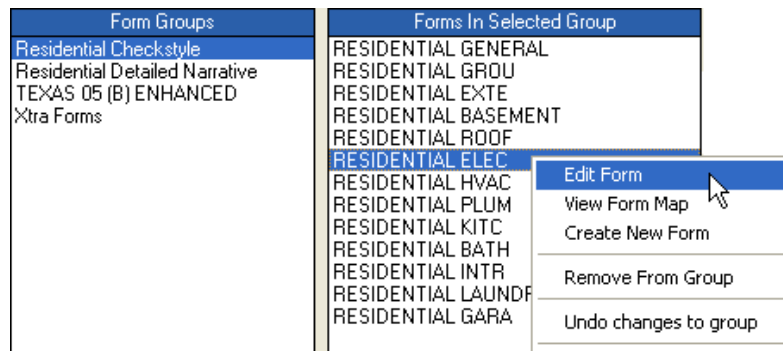 Form Groups
Residential Checkstyle
Residential Detailed Narrative
TEXAS 05 (B) ENHANCED
Xtra Forms
Forms In Selected Group
RESIDENTIAL GENERAL
RESIDENTIAL GROU
RESIDENTIAL EXTE
RESIDENTIAL BASEMENT
RESIDENTIAL ROOF
RESIDENTIAL ELEC
RESIDENTIAL HVAC
RESIDENTIAL PLUM
RESIDENTIAL KITC
RESIDENTIAL BATH
RESIDENTIAL INTR
RESIDENTIAL LAUNDR
RESIDENTIAL GARA
Edit Form
View Form Map
Create New Form
Remove From Group
Undo changes to group